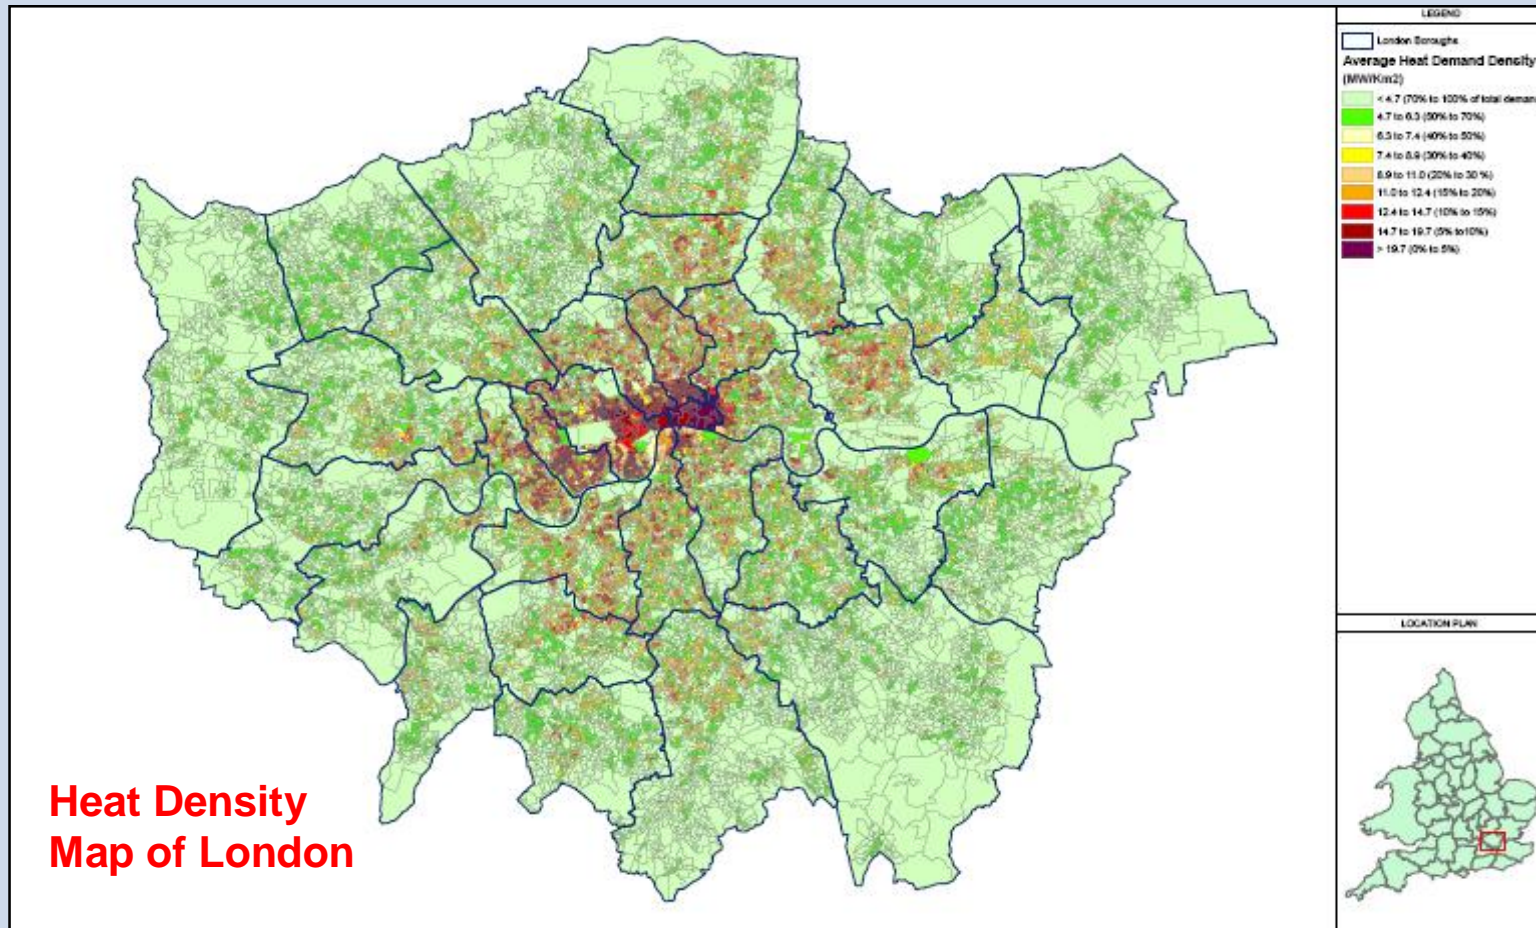 LEGEND
London Boroughs
Average Heat Demand Density
(MW/Km2)
< 4.7 (70% to 100% of total deman
4.7 to 6.3 (50% to 70%)
6.3 to 7.4 (40% to 50%)
7.4 to 8.9 (30% to 40%)
8.9 to 11.0 (20% to 30 %)
11.0 to 12.4 (15% to 20%)
12.4 to 14.7 (10% to 15%)
14.7 to 19.7 (5% to10%)
> 19.7 (0% to 5%)
LOCATION PLAN
Heat Density
Map of London